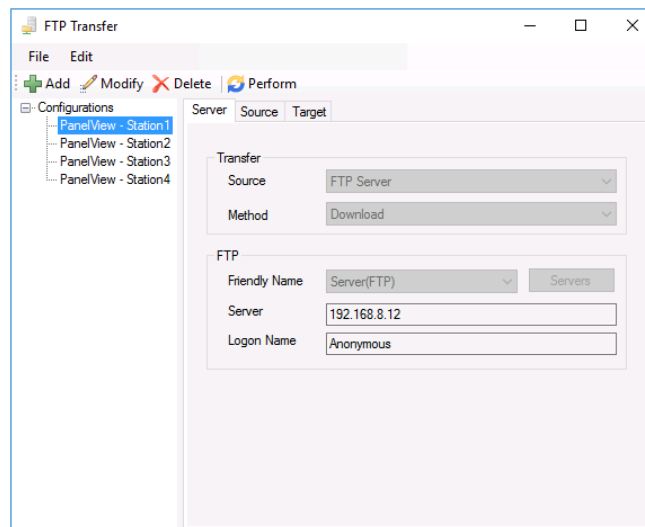 FTP Transfer
File Edit
Add Modify Delete Perform
Configurations
PanelView - Station1
PanelView - Station2
PanelView - Station3
PanelView - Station4
Server Source Target
Transfer
Source FTP Server
Method Download
FTP
Friendly Name Server(FTP) Servers
Server 192.168.8.12
Logon Name Anonymous